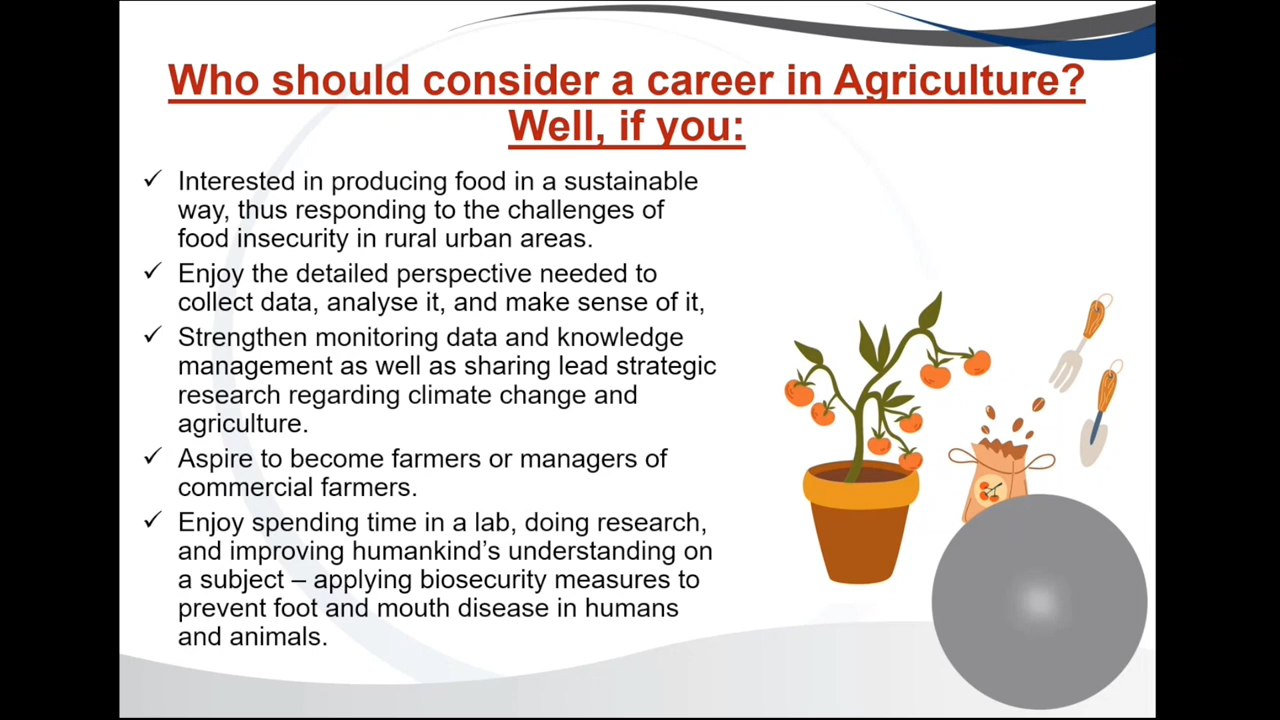 Who should consider a career in Agriculture?
Well, if you:
✓ Interested in producing food in a sustainable
way, thus responding to the challenges of
food insecurity in rural urban areas.
✓ Enjoy the detailed perspective needed to
collect data, analyse it, and make sense of it,
✓ Strengthen monitoring data and knowledge
management as well as sharing lead strategic
research regarding climate change and
agriculture.
✓ Aspire to become farmers or managers of
commercial farmers.
✓ Enjoy spending time in a lab, doing research,
and improving humankind’s understanding on
a subject – applying biosecurity measures to
prevent foot and mouth disease in humans
and animals.